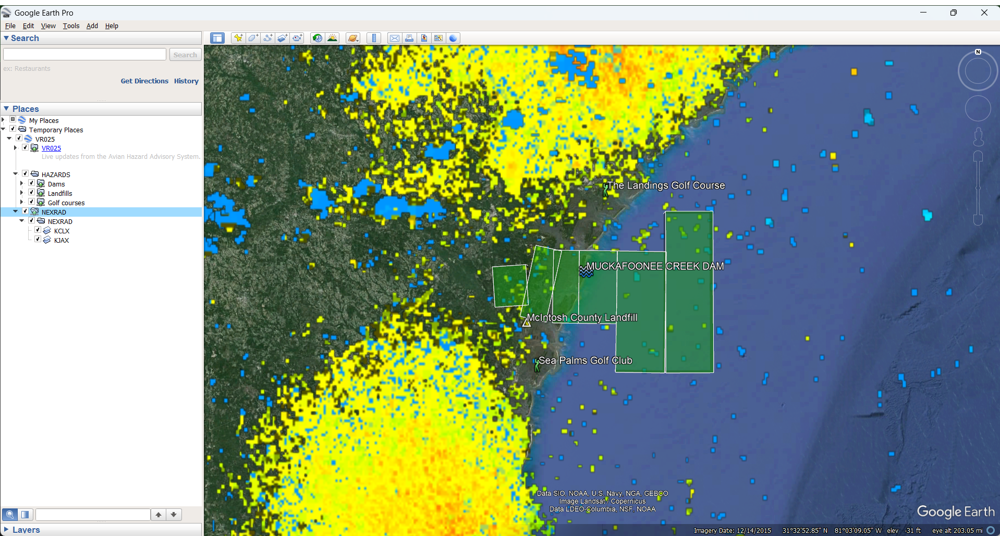 Google Earth Pro
File Edit View Tools Add Help
Search
Search
ex: Restaurants
Get Directions History
Places
My Places
Temporary Places
VR025
VR025
Live updates from the Avian Hazard Advisory System.
HAZARDS
Dams
Landfills
Golf courses
NEXRAD
NEXRAD
KCLX
KJAX
Layers
N
The Landings Golf Course
MUCKAFOONEE CREEK DAM
McIntosh County Landfill
Sea Palms Golf Club
Data SIO, NOAA, U.S. Navy, NGA, GEBCO
Image Landsat / Copernicus
Data LDEO-Columbia, NSF, NOAA
Google Earth
Imagery Date: 12/14/2015 31°32'52.85" N 81°03'09.05" W elev -31 ft eye alt 203.05 mi